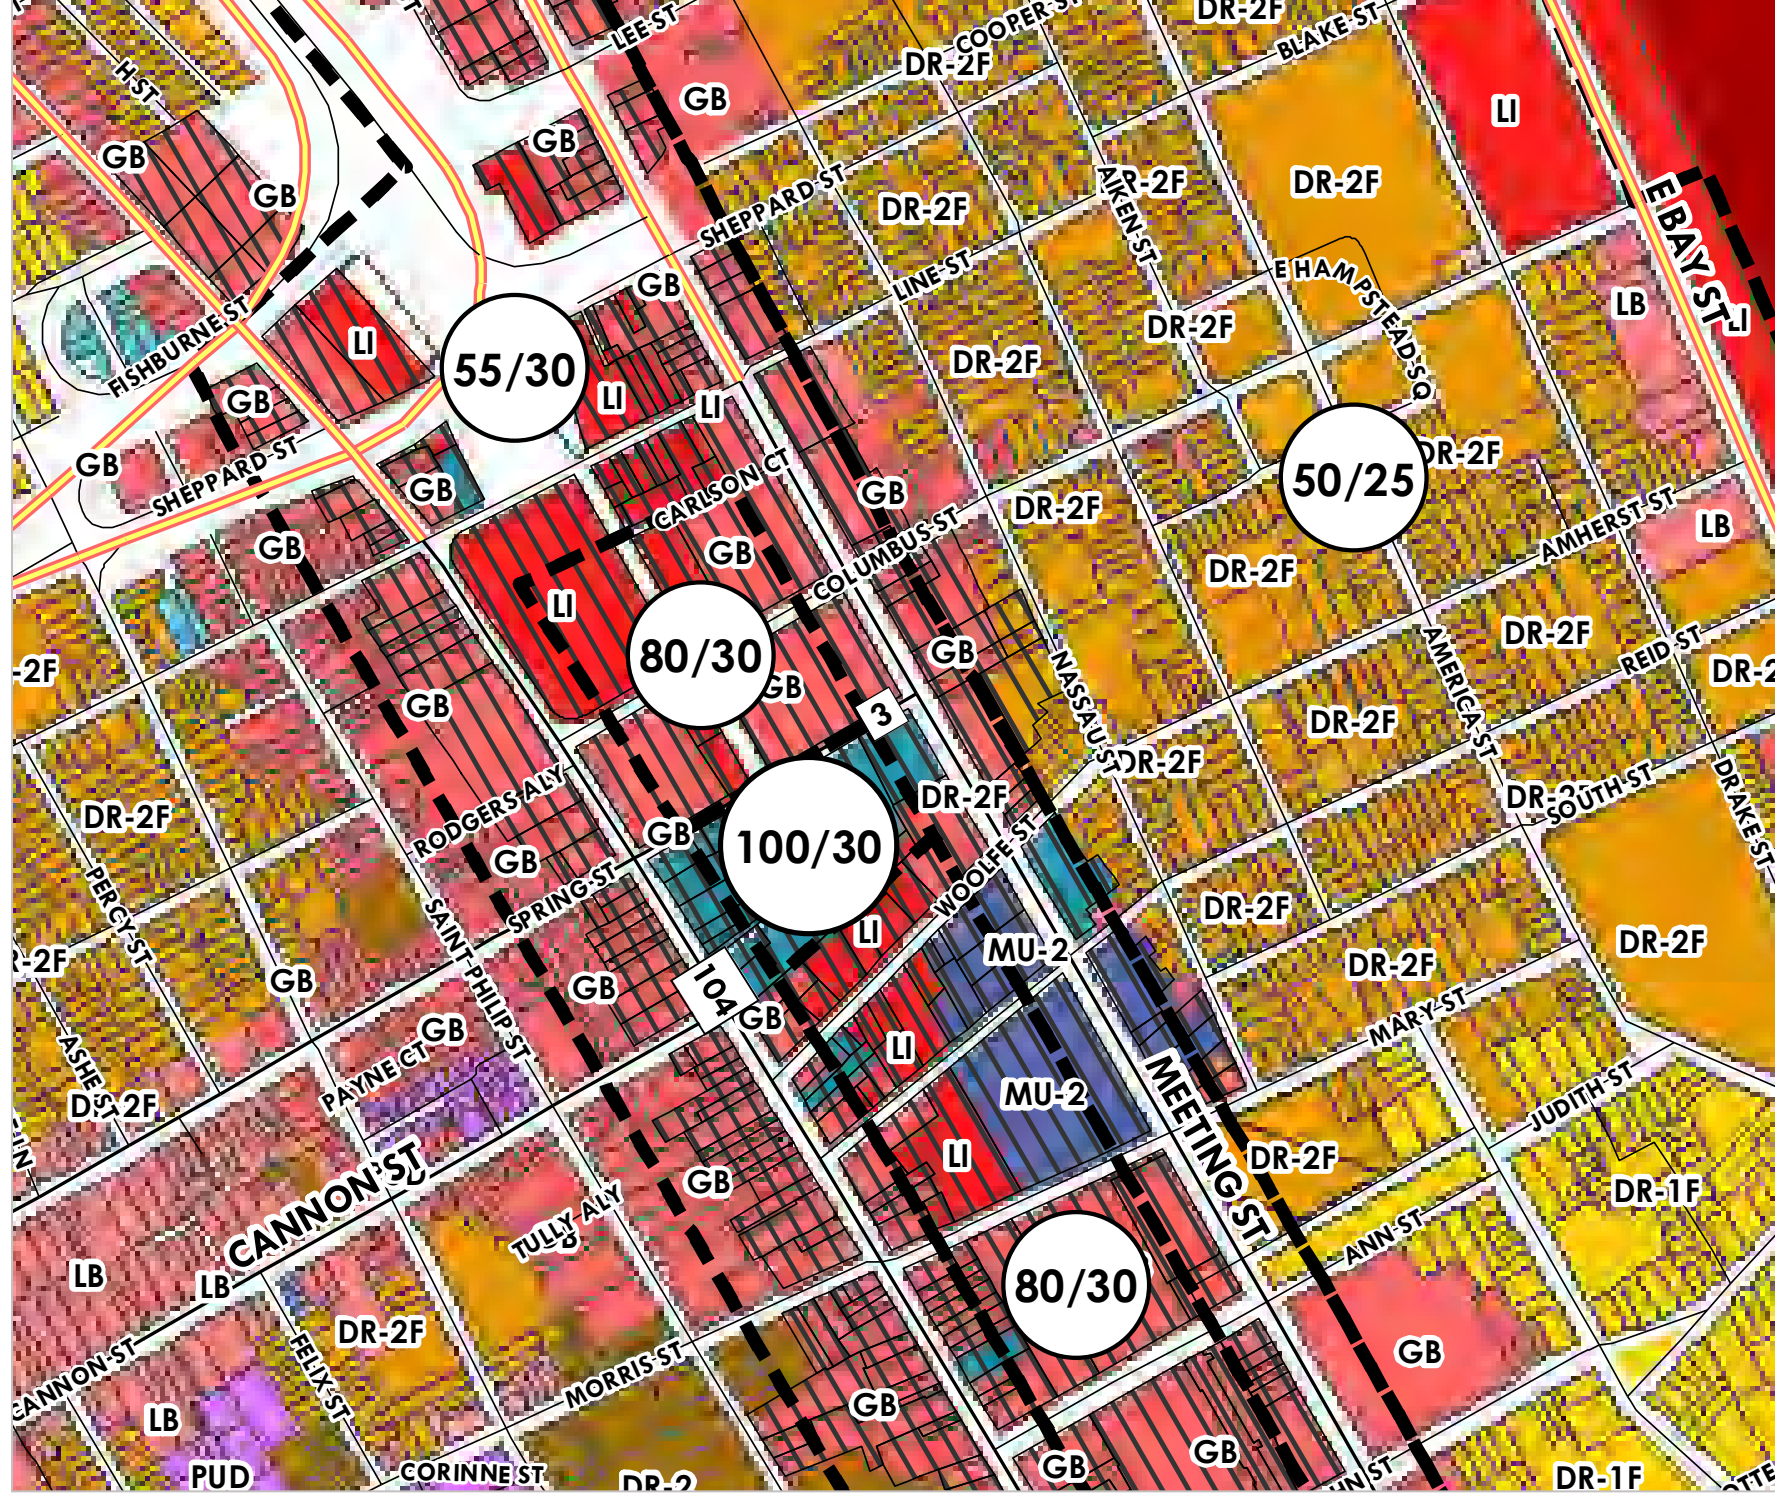 DR-2F
LEE ST
COOPER ST
BLAKE ST
DR-2F
H ST
GB
LI
GB
GB
DR-2F
DR-2F
AIKEN ST
GB
SHEPPARD ST
DR-2F
E BAY ST
LINE ST
E HAMPSTEAD SQ
GB
FISHBURNE ST
LB
LI
DR-2F
LI
55/30
DR-2F
GB
LI
LI
GB
SHEPPARD ST
DR-2F
50/25
CARLSON CT
GB
GB
DR-2F
LB
AMHERST ST
GB
GB
COLUMBUS ST
DR-2F
LI
80/30
GB
DR-2F
REID ST
-2F
NASSAU ST
AMERICA ST
GB
GB
3
DR-2F
DR-2F
DR-2F
SOUTH ST
DRAKE ST
RODGERS ALY
DR-2F
GB
100/30
WOOLFE ST
GB
SPRING ST
PERCY ST
SAINT PHILIP ST
DR-2F
LI
MU-2
DR-2F
DR-2F
GB
GB
104
GB
MARY ST
GB
PAYNE CT
ASHE ST
LI
MU-2
MEETING ST
JUDITH ST
CANNON ST
LI
DR-2F
GB
DR-1F
TULLY ALY
ANN ST
LB
LB
80/30
DR-2F
FELIX ST
MORRIS ST
GB
CANNON ST
LB
GB
GB
GB
PUD
CORINNE ST
DR-2
DR-1F